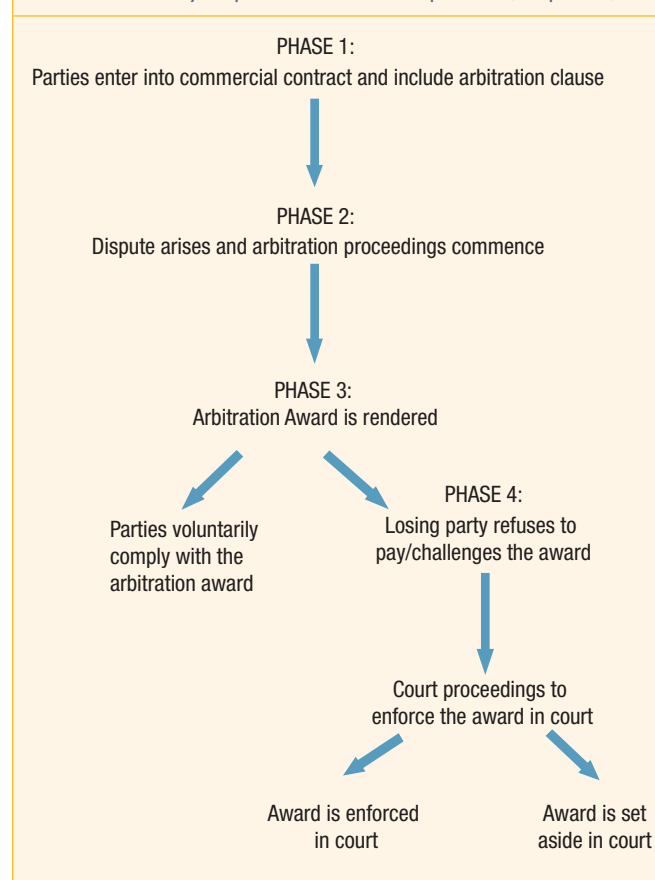 PHASE 1:
Parties enter into commercial contract and include arbitration clause
PHASE 2:
Dispute arises and arbitration proceedings commence
PHASE 3:
Arbitration Award is rendered
Parties voluntarily
comply with the
arbitration award
PHASE 4:
Losing party refuses to
pay/challenges the award
Court proceedings to
enforce the award in court
Award is enforced
in court
Award is set
aside in court